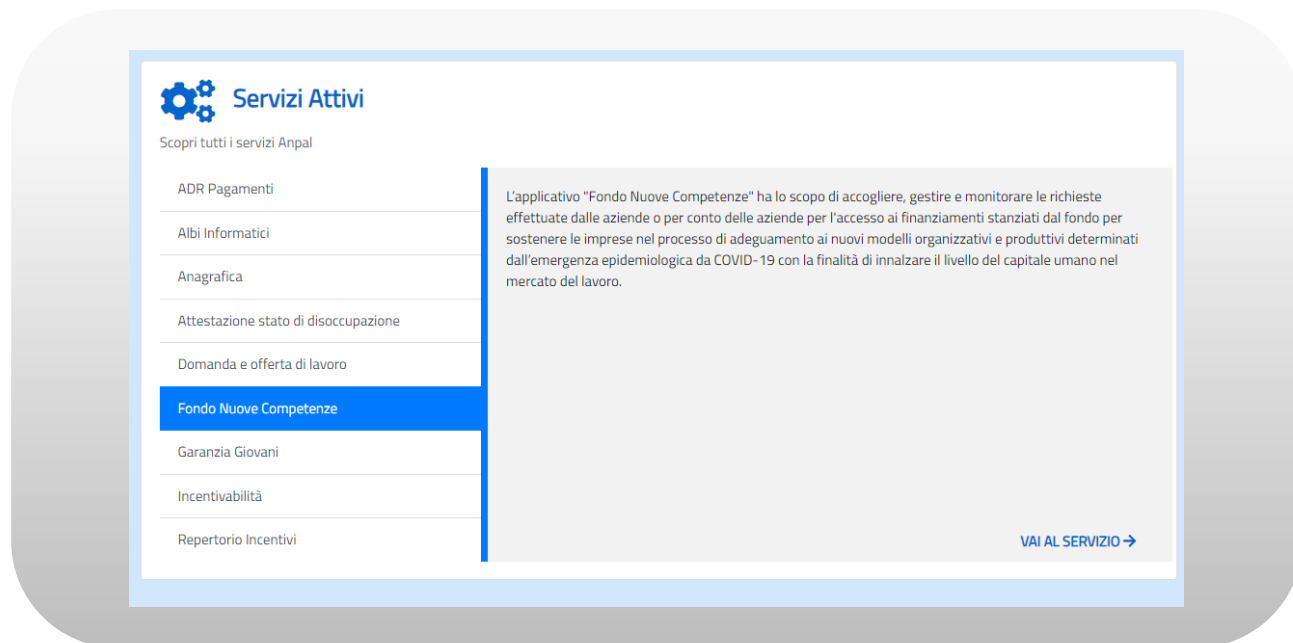 Servizi Attivi
Scopri tutti i servizi Anpal
ADR Pagamenti
Albi Informatici
Anagrafica
Attestazione stato di disoccupazione
Domanda e offerta di lavoro
Fondo Nuove Competenze
Garanzia Giovani
Incentivabilità
Repertorio Incentivi
L'applicativo "Fondo Nuove Competenze" ha lo scopo di accogliere, gestire e monitorare le richieste
effettuate dalle aziende o per conto delle aziende per l'accesso ai finanziamenti stanziati dal fondo per
sostenere le imprese nel processo di adeguamento ai nuovi modelli organizzativi e produttivi determinati
dall'emergenza epidemiologica da COVID-19 con la finalità di innalzare il livello del capitale umano nel
mercato del lavoro.
VAI AL SERVIZIO →